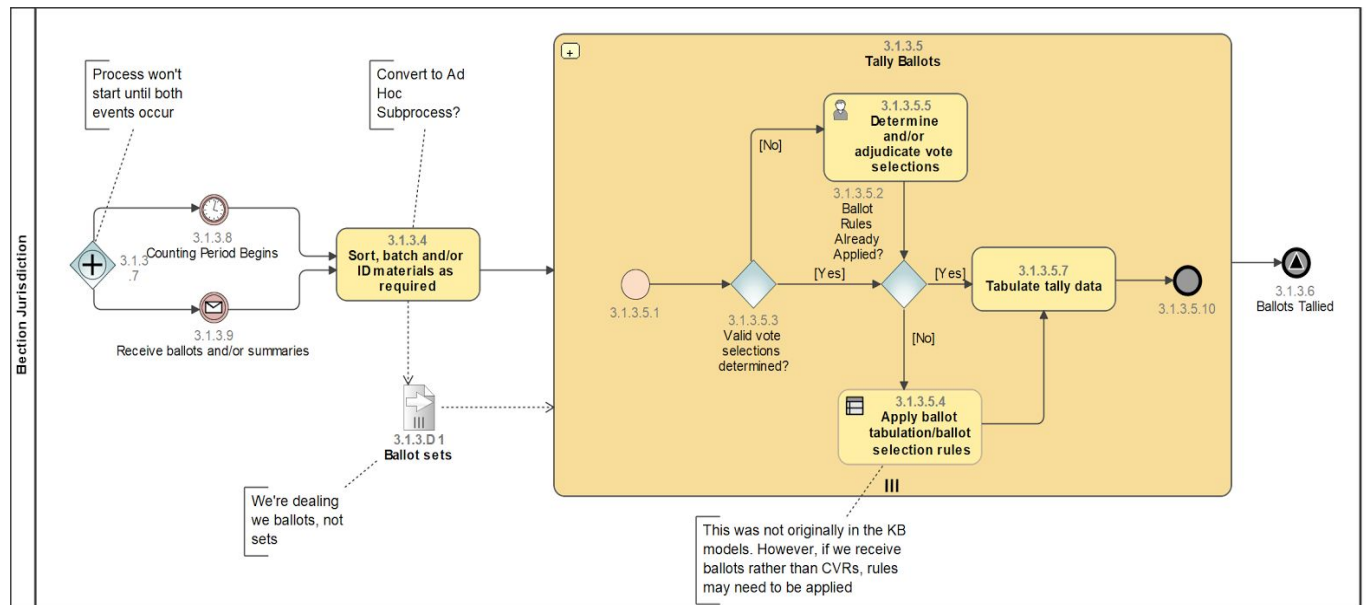 Bection Jurisdiction
Process won't
start until both
events occur
Convert to Ad
Hoc
Subprocess?
3.1.3.8
Counting Period Begins
3.1.3
.7
3.1.3.9
Receive ballots and/or summaries
3.1.3.4
Sort, batch and/or
ID materials as
required
3.1.3.D 1
Ballot sets
We're dealing
we ballots, not
sets
3.1.3.5
Tally Ballots
3.1.3.5.1
3.1.3.5.3
Valid vote
selections
determined?
[No]
[Yes]
3.1.3.5.5
Determine
and/or
adjudicate vote
selections
3.1.3.5.2
Ballot
Rules
Already
Applied?
[Yes]
[No]
3.1.3.5.4
Apply ballot
tabulation/ballot
selection rules
3.1.3.5.7
Tabulate tally data
3.1.3.5.10
3.1.3.6
Ballots Tallied
This was not originally in the KB
models. However, if we receive
ballots rather than CVRs, rules
may need to be applied